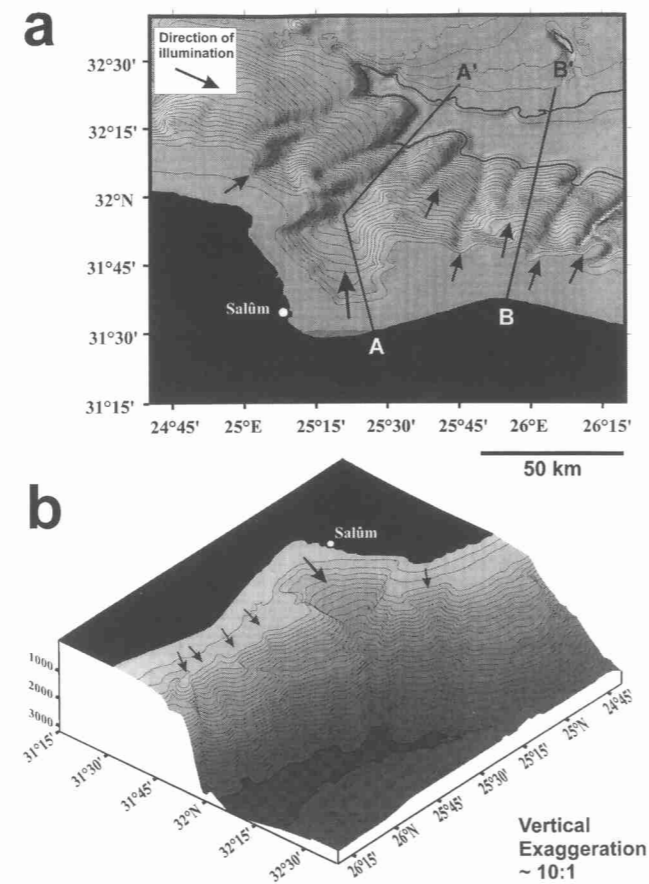 a
Direction of
illumination
32°30'
32°15'
32°N
31°45'
31°30'
31°15'
A'
B'
Salûm
A
B
24°45'
25°E
25°15'
25°30'
25°45'
26°E
26°15'
50 km
b
Salûm
1000
2000
3000
31°15'
31°30'
31°45'
32°N
32°15'
32°30'
26°15'
26°N
25°45'
25°30'
25°15'
25°N
24°45'
Vertical
Exaggeration
~ 10:1